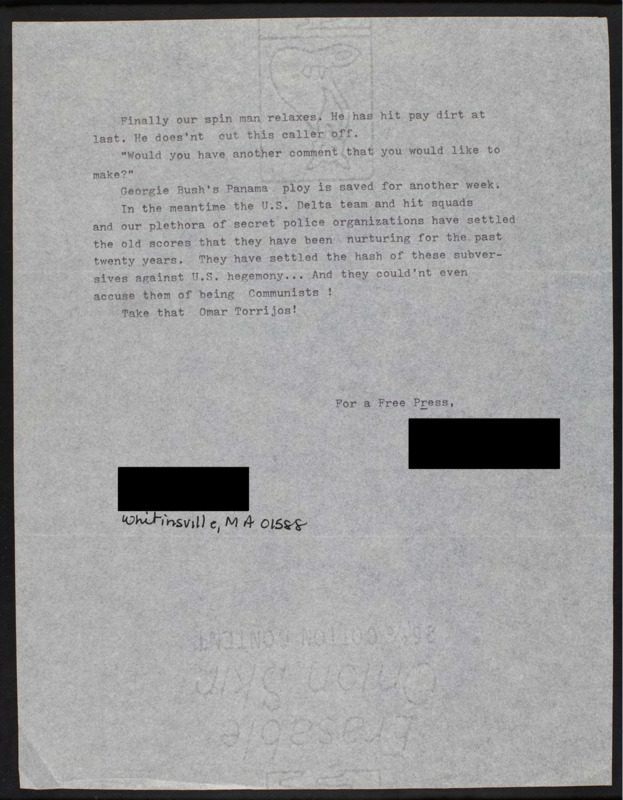 Finally our spin man relaxes. He has hit pay dirt at
last. He does'nt  cut this caller off.
"Would you have another comment that you would like to
make?"
Georgie Bush's Panama  ploy is saved for another week.
In the meantime the U.S. Delta team and hit squads
and our plethora of secret police organizations have settled
the old scores that they have been  nurturing for the past
twenty years.  They have settled the hash of these subver-
sives against U.S. hegemony... And they could'nt even
accuse them of being  Communists !
Take that  Omar Torrijos!
For a Free Press,
Whitinsville, MA 01588
COTTON CONTENT
Onion Skin
Erasable